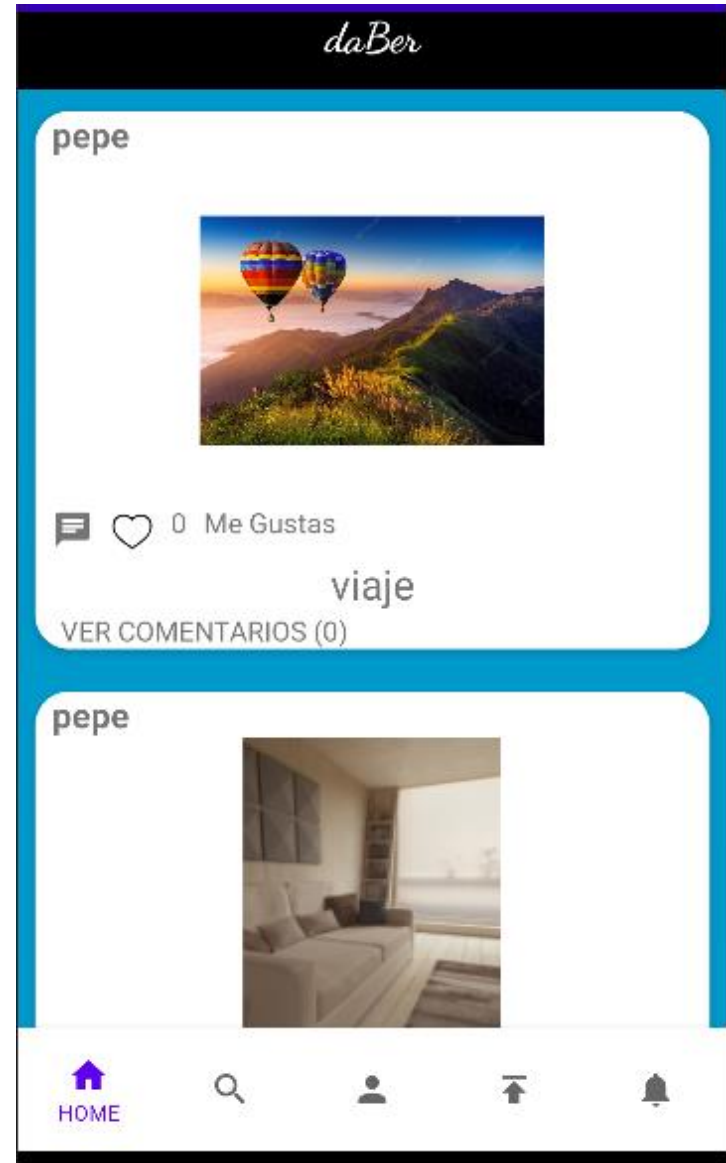 daBer
pepe
0 Me Gustas
viaje
VER COMENTARIOS (0)
pepe
HOME